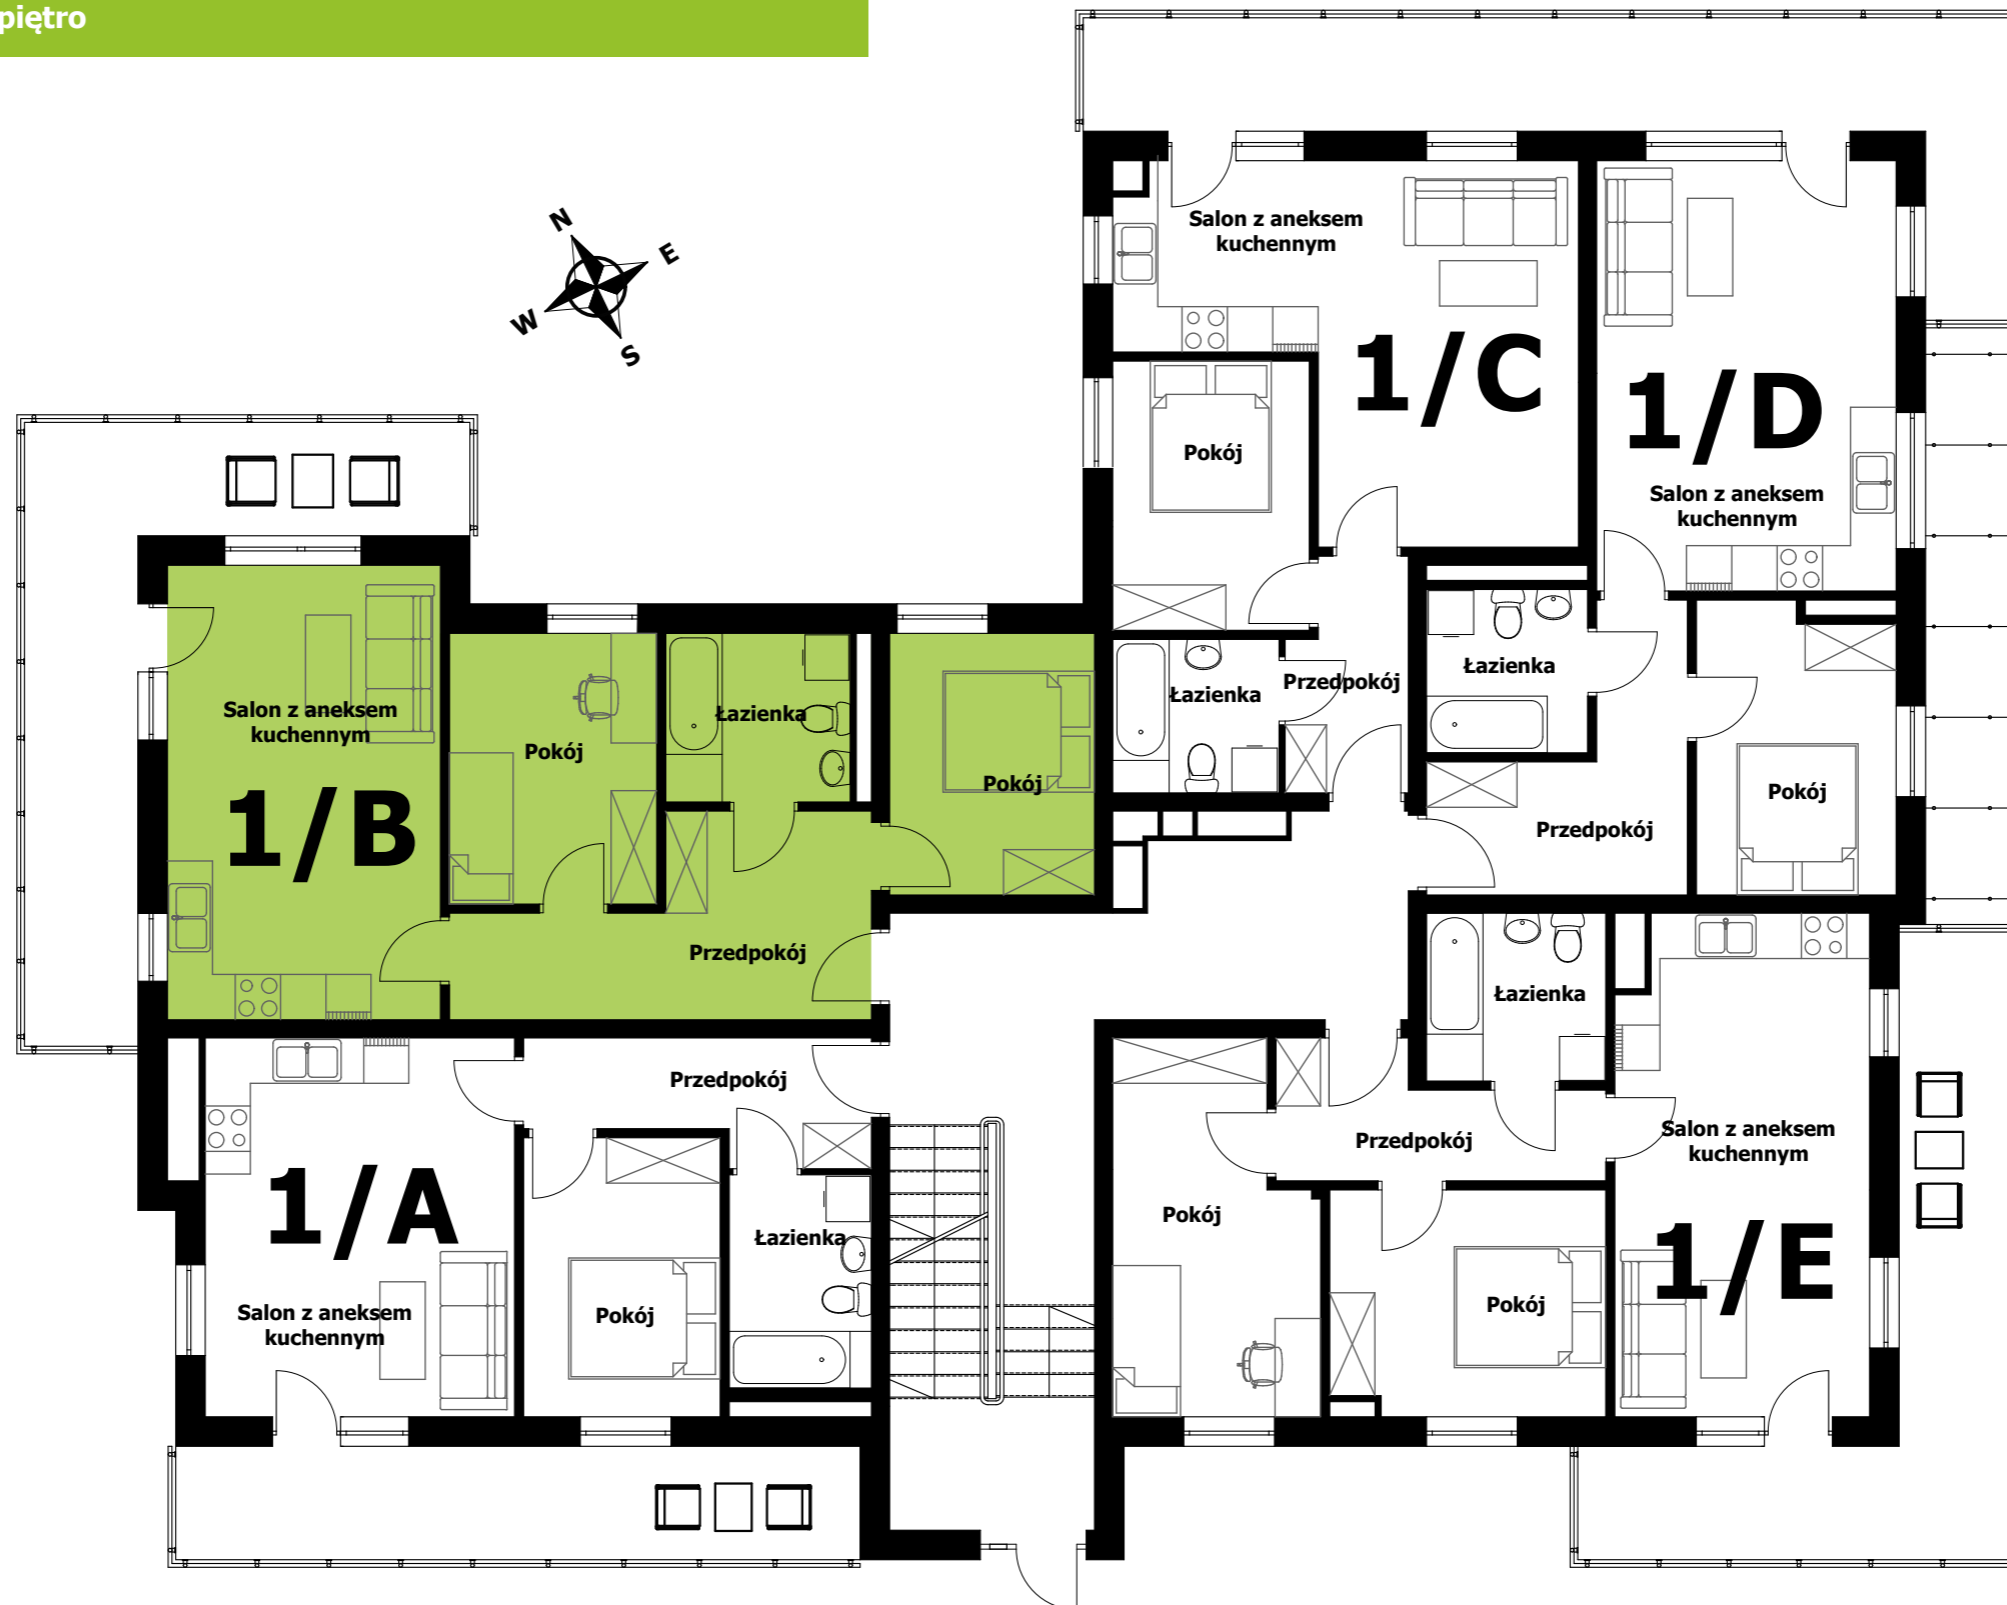 piętro
N
E
W
S
Salon z aneksem
kuchennym
1/C
Pokój
Łazienka
Przedpokój
1/D
Salon z aneksem
kuchennym
Łazienka
Pokój
Przedpokój
Salon z aneksem
kuchennym
1/B
Pokój
Łazienka
Pokój
Przedpokój
Przedpokój
1/A
Łazienka
Salon z aneksem
kuchennym
Pokój
Łazienka
Przedpokój
Salon z aneksem
kuchennym
Pokój
1/E
Pokój